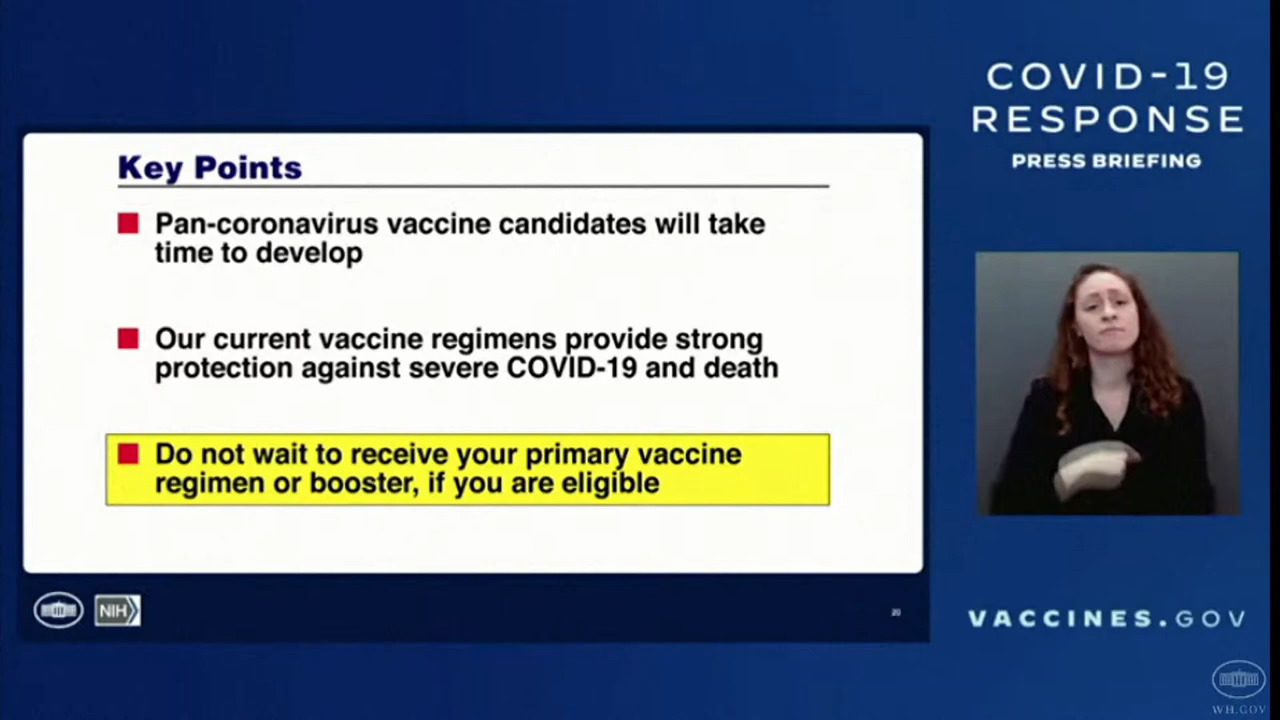 COVID-19
RESPONSE
PRESS BRIEFING
Key Points
Pan-coronavirus vaccine candidates will take
time to develop
Our current vaccine regimens provide strong
protection against severe COVID-19 and death
Do not wait to receive your primary vaccine
regimen or booster, if you are eligible
NIH
20
VACCINES.GOV
WH.GOV